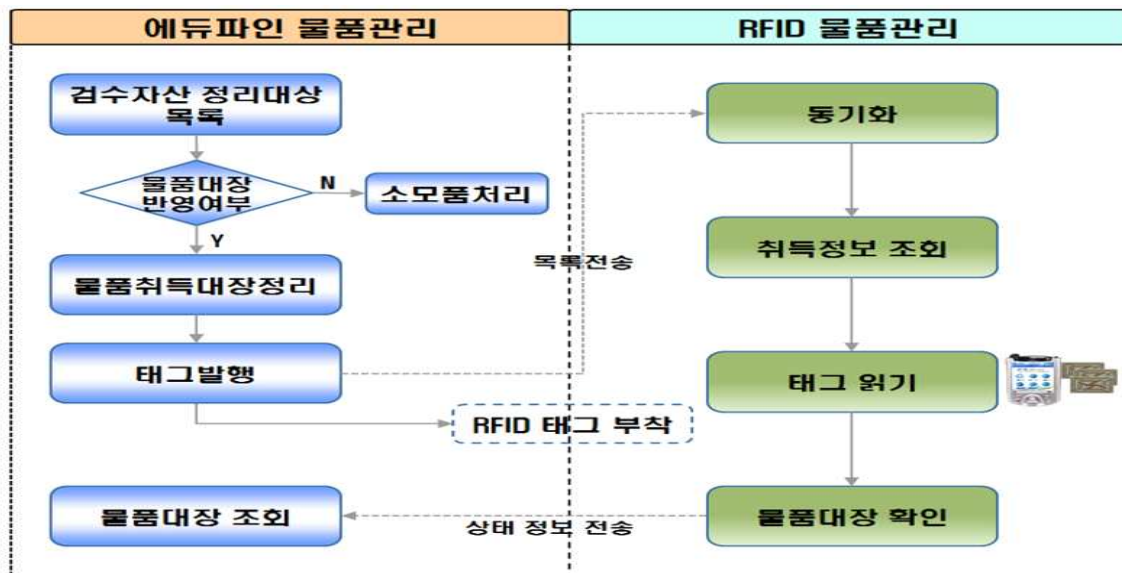 에듀파인 물품관리
RFID 물품관리
검수자산 정리대상
목록
물품대장
반영여부
N
소모품처리
Y
물품취득대장정리
태그발행
RFID 태그 부착
물품대장 조회
목록전송
상태 정보 전송
동기화
취득정보 조회
태그 읽기
물품대장 확인